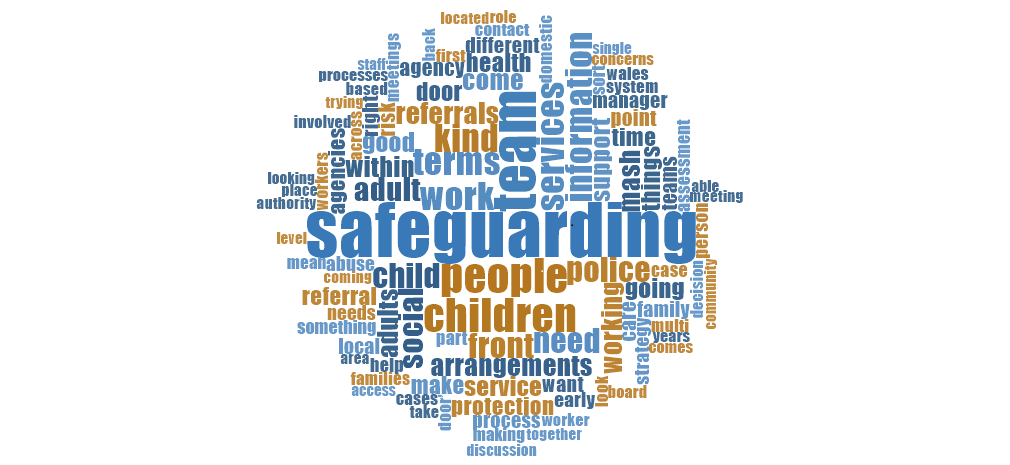 located
role
contact
back
different
domestic
single
meetings
first
health
concerns
staff
agency
information
processes
come
sort
wales
based
door
system
manager
trying
right
risk
referrals
team
services
support
point
involved
across
kind
time
good
terms
mash
things
teams
assessment
agencies
within
workers
looking
adult
work
able
place
meeting
authority
safeguarding
person
level
mean
abuse
child
people
police
case
coming
going
decision
community
referral
adults
social
children
working
care
family
needs
something
multi
part
front
need
years
local
comes
strategy
area
help
arrangements
families
access
make
service
want
look
board
cases
early
take
door
protection
process
worker
making
together
discussion